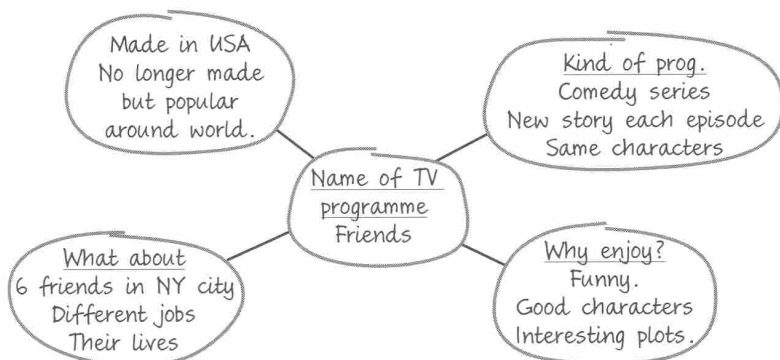 Made in USA
No longer made
but popular
around world.
Kind of prog.
Comedy series
New story each episode
Same characters
Name of TV
programme
Friends
What about
6 friends in NY city
Different jobs
Their lives
Why enjoy?
Funny.
Good characters
Interesting plots.